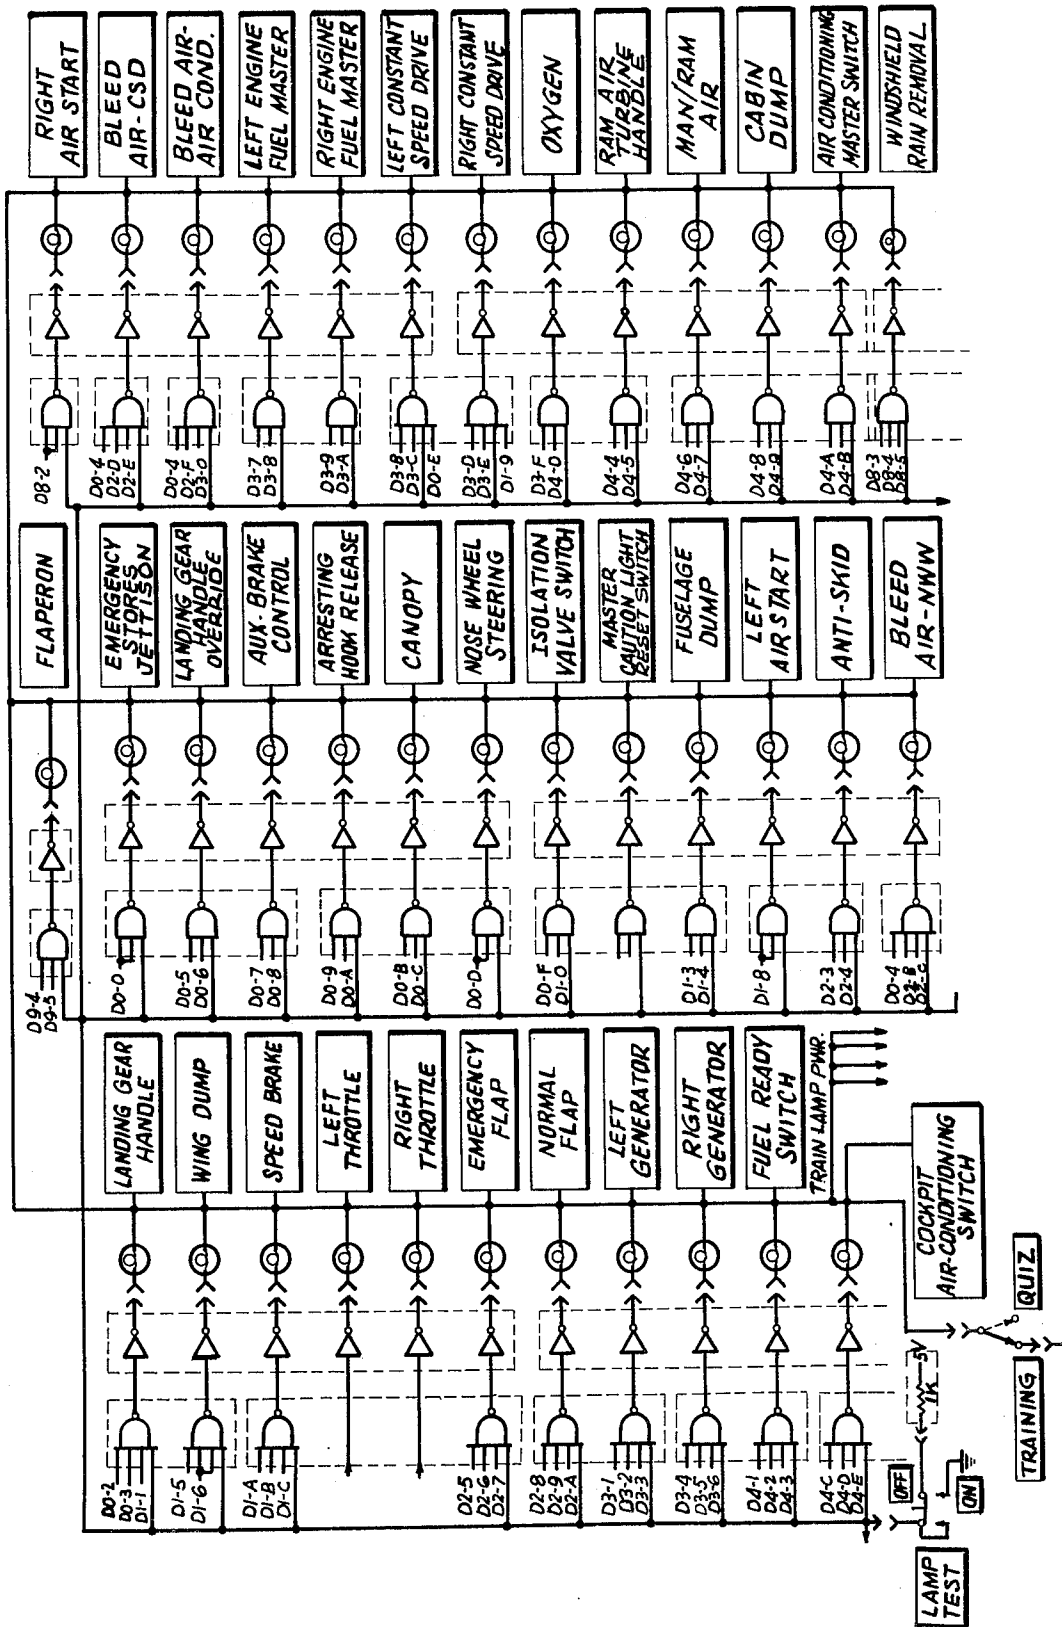 RIGHT
AIR START
BLEED
AIR-CSD
BLEED AIR-
AIR COND.
LEFT ENGINE
FUEL MASTER
RIGHT ENGINE
FUEL MASTER
LEFT CONSTANT
SPEED DRIVE
RIGHT CONSTANT
SPEED DRIVE
OXYGEN
RAM AIR
TURBINE
HANDLE
MAN/RAM
AIR
CABIN
DUMP
AIR CONDITIONING
MASTER SWITCH
WINDSHIELD
RAIN REMOVAL
D8-2
D0-4
D2-D
D2-E
D0-4
D2-F
D3-0
D3-7
D3-8
D3-9
D3-A
D3-B
D3-C
D0-E
D3-D
D3-E
D1-9
D3-F
D4-0
D4-4
D4-5
D4-6
D4-7
D4-8
D4-9
D4-A
D4-B
D8-3
D8-4
D8-5
FLAPERON
EMERGENCY
STORES
JETTISON
LANDING GEAR
HANDLE
OVERRIDE
AUX-BRAKE
CONTROL
ARRESTING
HOOK RELEASE
CANOPY
NOSE WHEEL
STEERING
ISOLATION
VALVE SWITCH
MASTER
CAUTION LIGHT
RESET SWITCH
FUSELAGE
DUMP
LEFT
AIR START
ANTI-SKID
BLEED
AIR-NWW
D9-4
D9-5
D0-0
D0-5
D0-6
D0-7
D0-8
D0-9
D0-A
D0-B
D0-C
D0-D
D0-F
D1-0
D1-3
D1-4
D1-8
D2-3
D2-4
D0-4
D2-B
D2-C
LANDING GEAR
HANDLE
WING DUMP
SPEED BRAKE
LEFT
THROTTLE
RIGHT
THROTTLE
EMERGENCY
FLAP
NORMAL
FLAP
LEFT
GENERATOR
RIGHT
GENERATOR
FUEL READY
SWITCH
TRAIN LAMP PWR.
COCKPIT
AIR-CONDITIONING
SWITCH
D0-2
D0-3
D1-1
D1-5
D1-6
D1-A
D1-B
D1-C
D2-5
D2-6
D2-7
D2-8
D2-9
D2-A
D3-1
D3-2
D3-3
D3-4
D3-5
D3-6
D4-1
D4-2
D4-3
D4-C
D4-D
D4-E
5V
1K
OFF
ON
LAMP
TEST
TRAINING
QUIZ